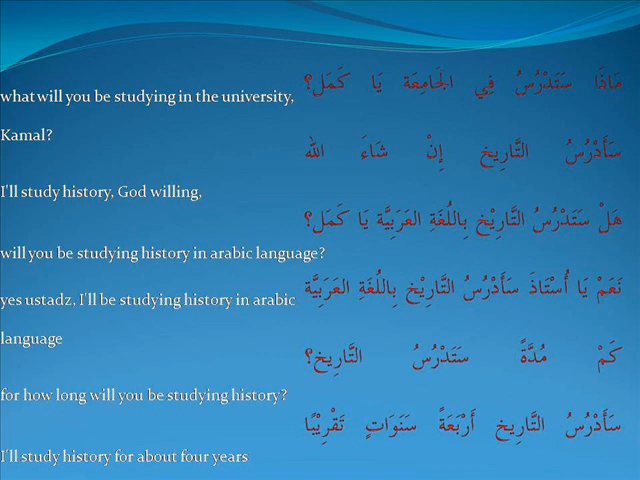 what will you be studying in the university,
Kamal?
I'll study history, God willing,
will you be studying history in arabic language?
yes ustadz, I'll be studying history in arabic
language
for how long will you be studying history?
I'll study history for about four years
مَاذَا سَتَدْرُسُ فِي الجَامِعَة يَا كَمَل؟
سَأَدْرُسُ التَّارِيخ إِنْ شَاءَ الله
هَلْ سَتَدْرُسُ التَّارِيْخ بِاللُغَةِ العَرَبِيَّة يَا كَمَل؟
نَعَمْ يَا أُسْتَاذَ سَأَدْرُسُ التَّارِيْخ بِاللُغَةِ العَرَبِيَّة
كَمْ مُدَّةً سَتَدْرُسُ التَّارِيخ؟
سَأَدْرُسُ التَّارِيخ أَرْبَعَةً سَنَوَاتٍ تَقْرِيْبًا